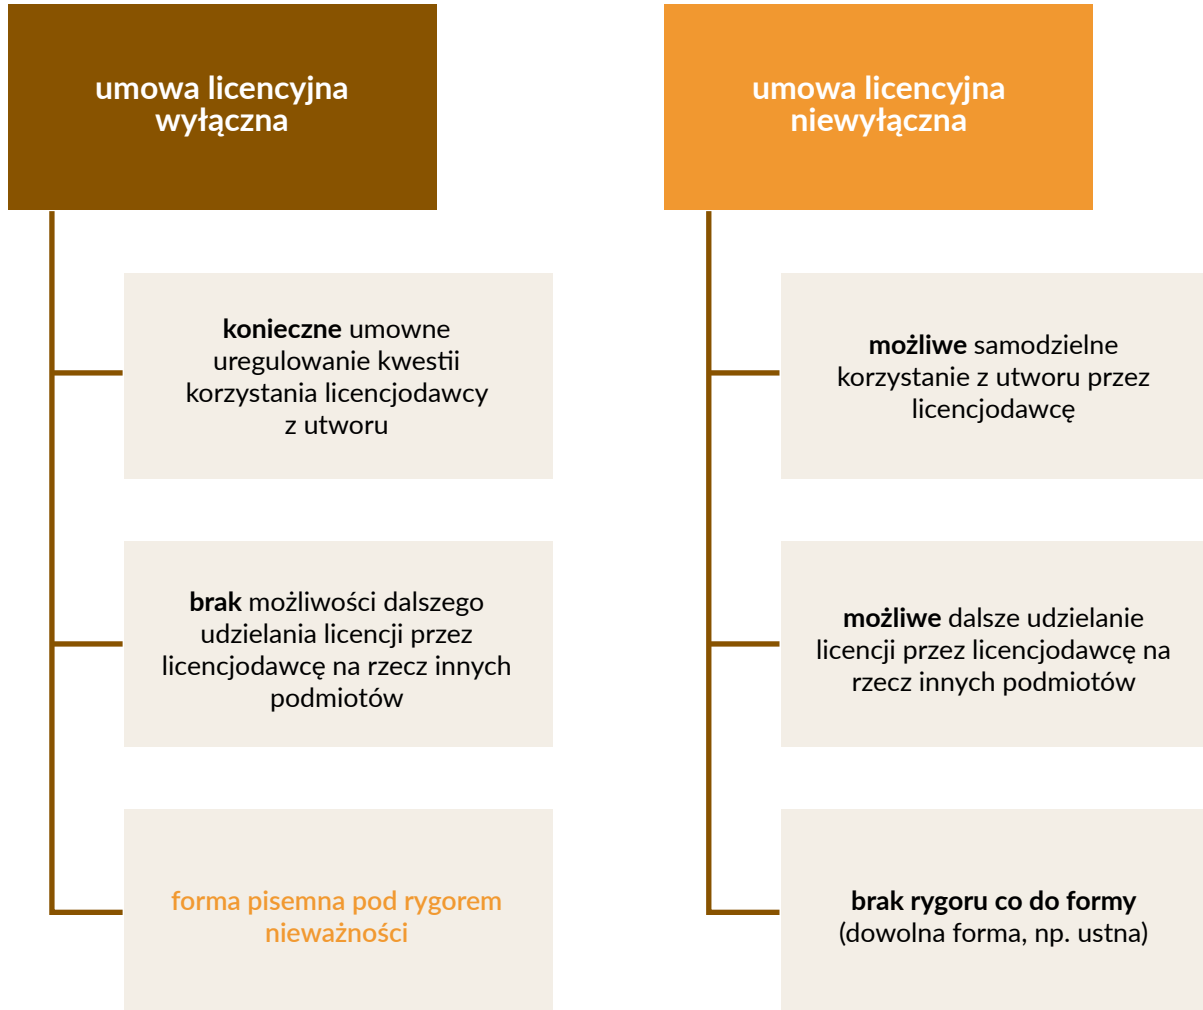 umowa licencyjna
wyłączna
konieczne umowne
uregulowanie kwestii
korzystania licencjodawcy
z utworu
brak możliwości dalszego
udzielania licencji przez
licencjodawcę na rzecz innych
podmiotów
forma pisemna pod rygorem
nieważności
umowa licencyjna
niewyłączna
możliwe samodzielne
korzystanie z utworu przez
licencjodawcę
możliwe dalsze udzielanie
licencji przez licencjodawcę na
rzecz innych podmiotów
brak rygoru co do formy
(dowolna forma, np. ustna)